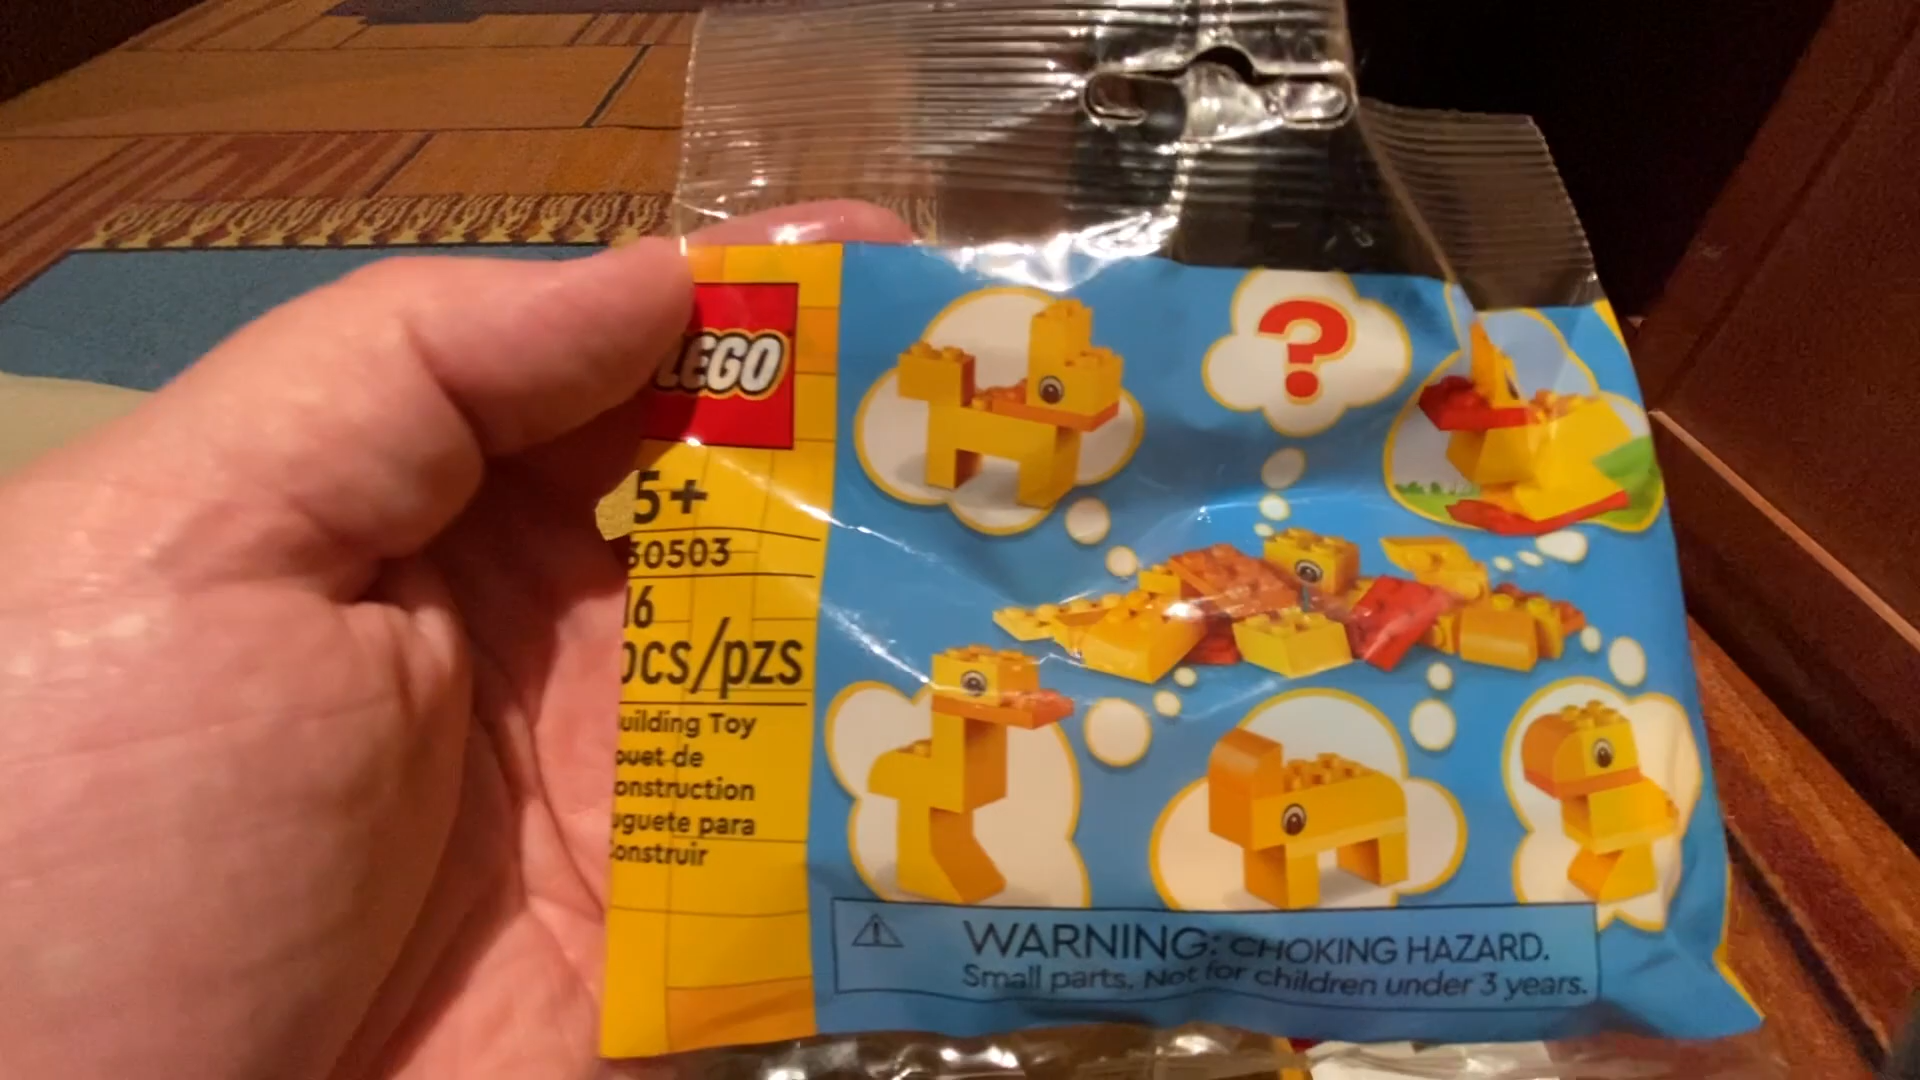 LEGO
5+
30503
16
pcs/pzs
uilding Toy
ouet de
onstruction
uguete para
onstruir
?
WARNING: CHOKING HAZARD.
Small parts. Not for children under 3 years.